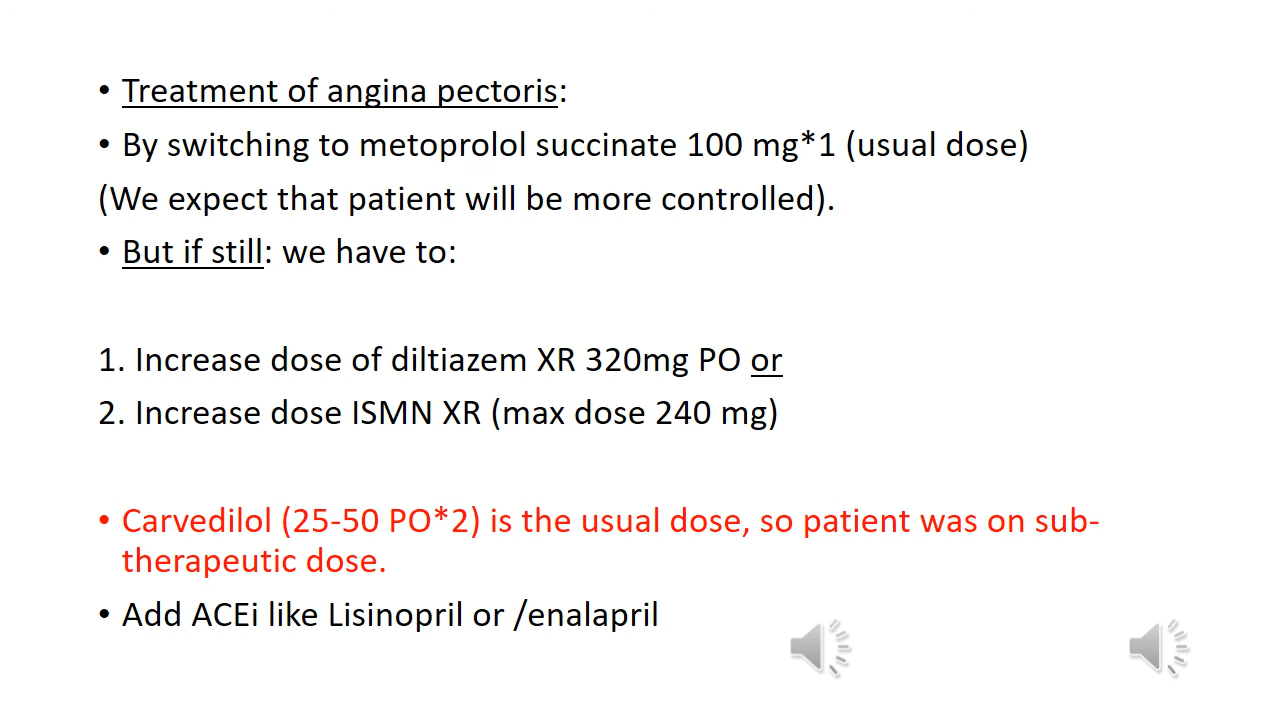 • Treatment of angina pectoris:
• By switching to metoprolol succinate 100 mg*1 (usual dose)
(We expect that patient will be more controlled).
• But if still: we have to:
1. Increase dose of diltiazem XR 320mg PO or
2. Increase dose ISMN XR (max dose 240 mg)
• Carvedilol (25-50 PO*2) is the usual dose, so patient was on sub-
therapeutic dose.
• Add ACEi like Lisinopril or /enalapril